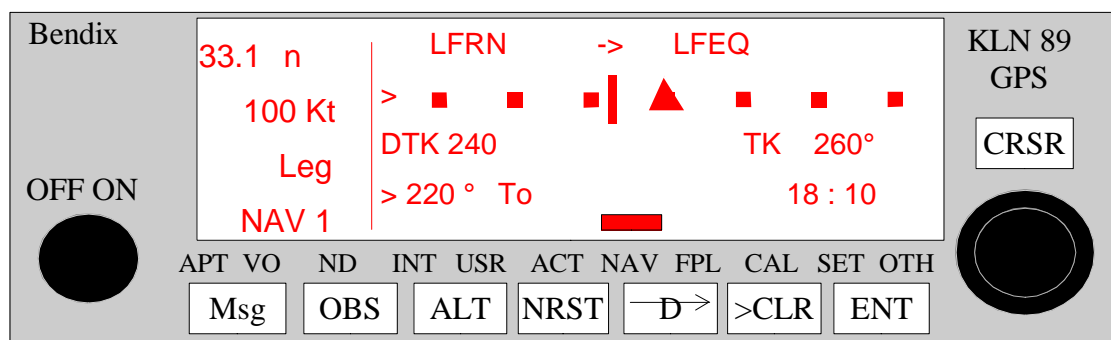 Bendix
KLN 89
GPS
33.1 n
100 Kt
Leg
NAV 1
LFRN -> LFEQ
>
DTK 240 TK 260°
> 220 ° To 18 : 10
CRSR
OFF ON
APT VO ND INT USR ACT NAV FPL CAL SET OTH
Msg OBS ALT NRST D >CLR ENT